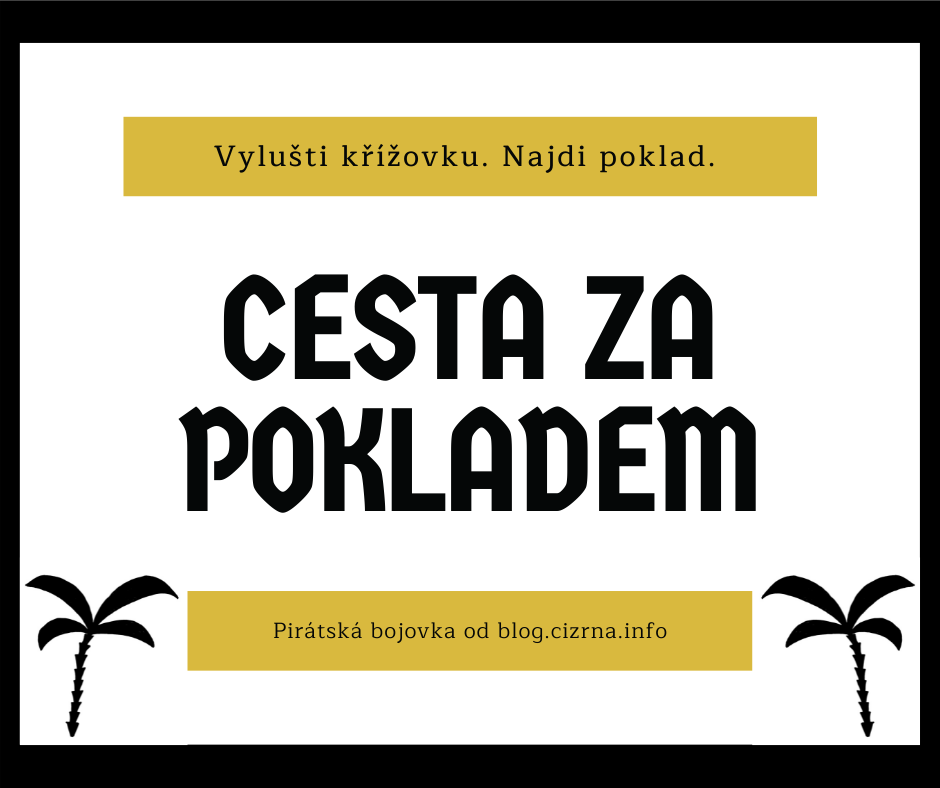 Vylušti křížovku. Najdi poklad.
CESTA ZA
POKLADEM
Pirátská bojovka od blog.cizrna.info